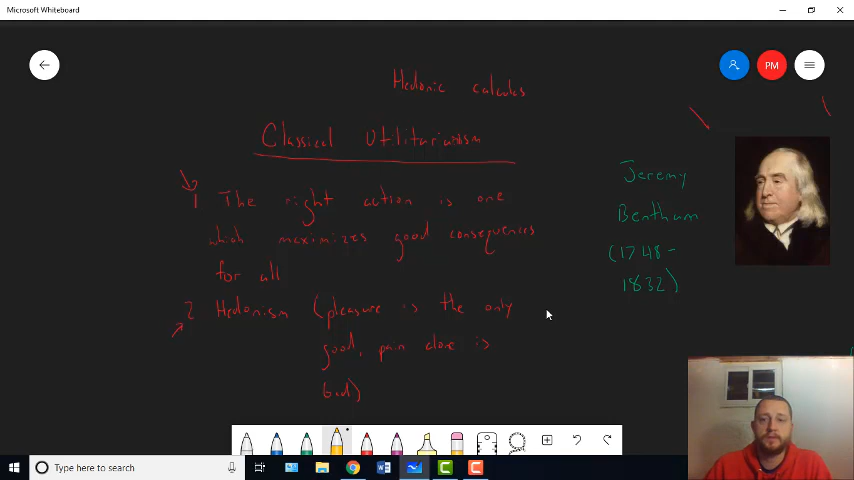 Microsoft Whiteboard
Hedonic calculus
PM
Classical Utilitarianism
1 The right action is one
which maximizes good consequences
for all
2 Hedonism (pleasure is the only
good, pain alone is
bad)
Jeremy
Bentham
(1748-
1832)
Type here to search